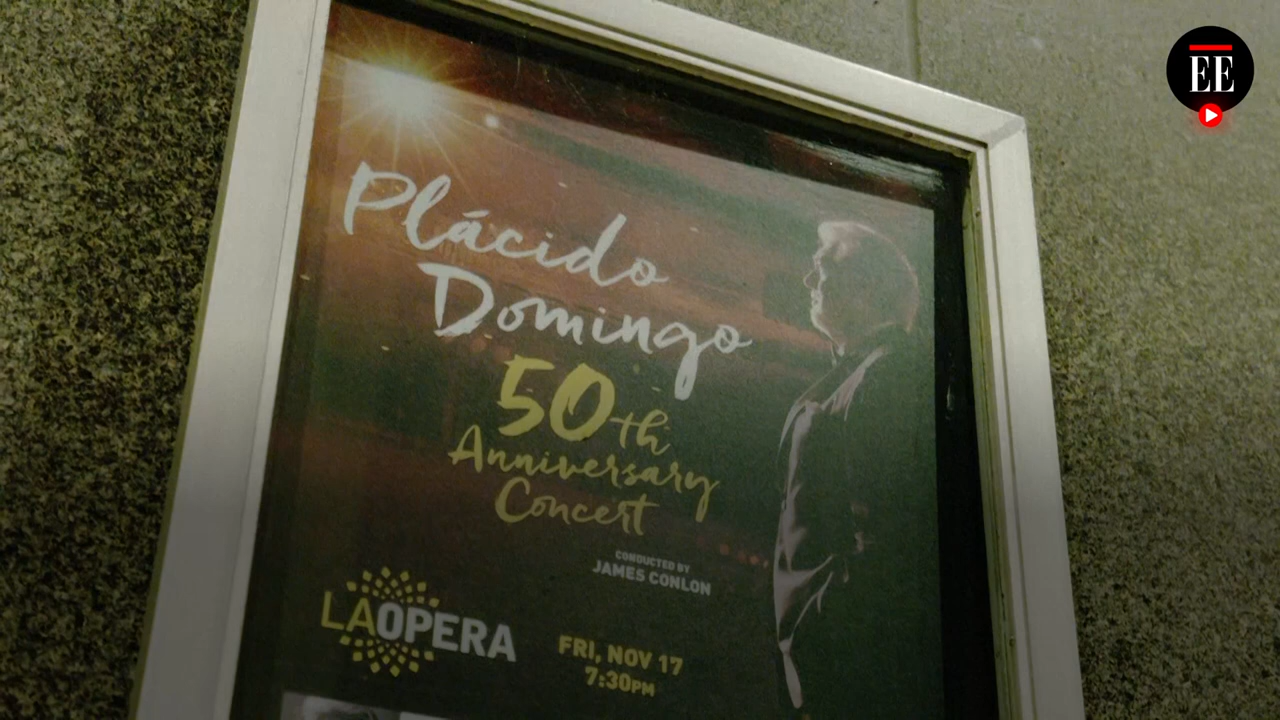 EE
Plácido
Domingo
50th
Anniversary
Concert
CONDUCTED BY
JAMES CONLON
LAOPERA
FRI, NOV 17
7:30PM